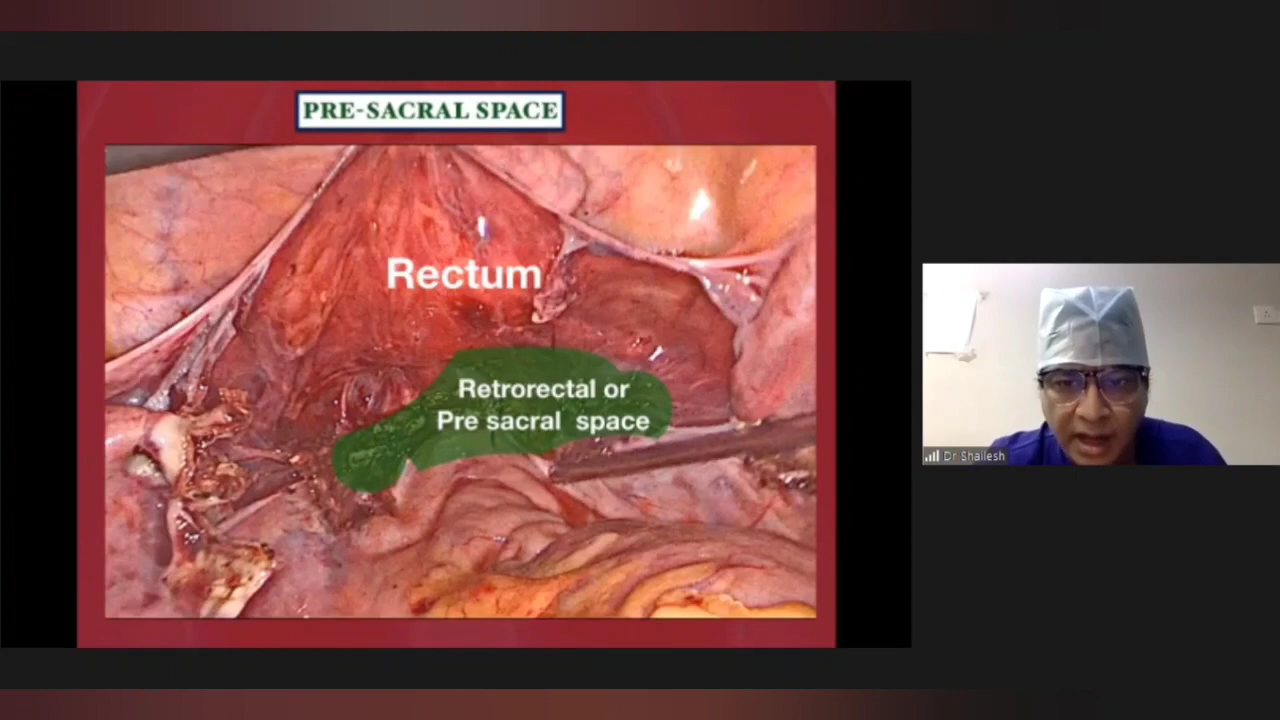 PRE-SACRAL SPACE
Rectum
Retrorectal or
Pre sacral space
Dr Shailesh